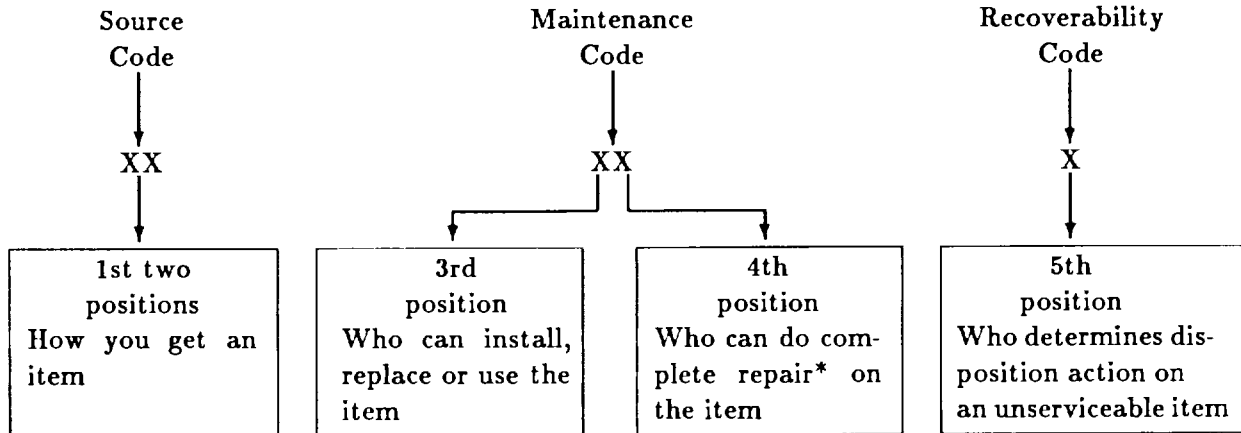 Source
Code
Maintenance
Code
Recoverability
Code
XX
XX
X
1st two
positions
How you get an
item
3rd
position
Who can install,
replace or use the
item
4th
position
Who can do com-
plete repair* on
the item
5th
position
Who determines dis-
position action on
an unserviceable item